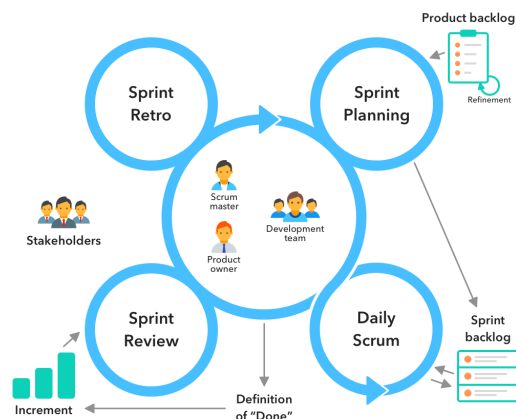 Product backlog
Refinement
Sprint
Retro
Sprint
Planning
Scrum
master
Development
team
Product
owner
Stakeholders
Sprint
Review
Daily
Scrum
Sprint
backlog
Increment
Definition
of "Done"